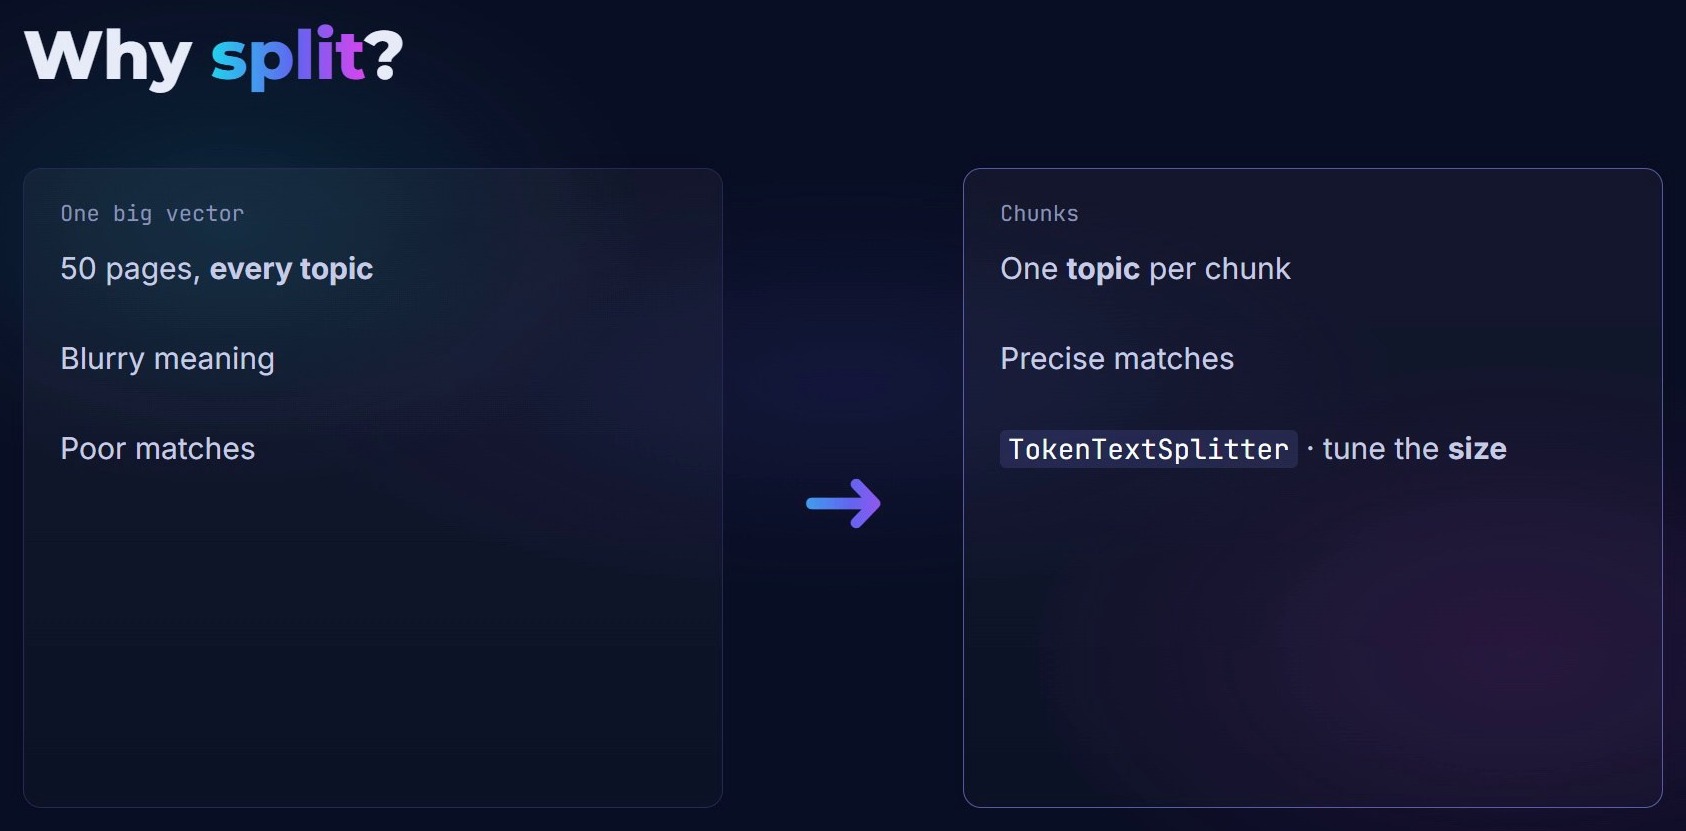 Why split?
One big vector
50 pages, every topic
Blurry meaning
Poor matches
Chunks
One topic per chunk
Precise matches
TokenTextSplitter · tune the size